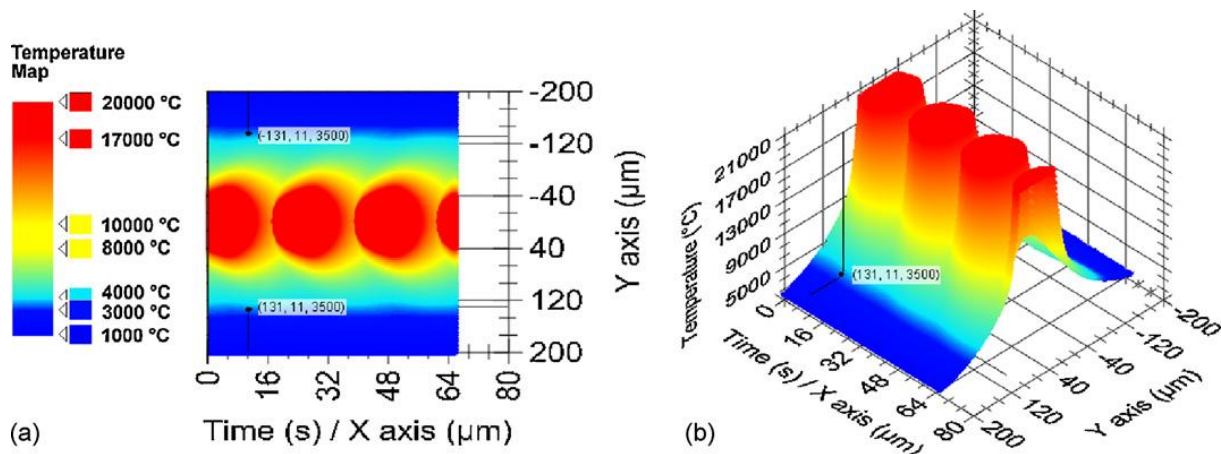 Temperature
Map
20000 °C
17000 °C
10000 °C
8000 °C
4000 °C
3000 °C
1000 °C
(-131, 11, 3500)
(131, 11, 3500)
-200
-120
-40
40
120
200
Y axis (μm)
0
16
32
48
64
80
Time (s) / X axis (μm)
(a)
21000
17000
13000
9000
5000
Temperature (°C)
(131, 11, 3500)
0
16
32
48
64
80
Time (s) / X axis (μm)
-200
-120
-40
40
120
200
Y axis (μm)
(b)